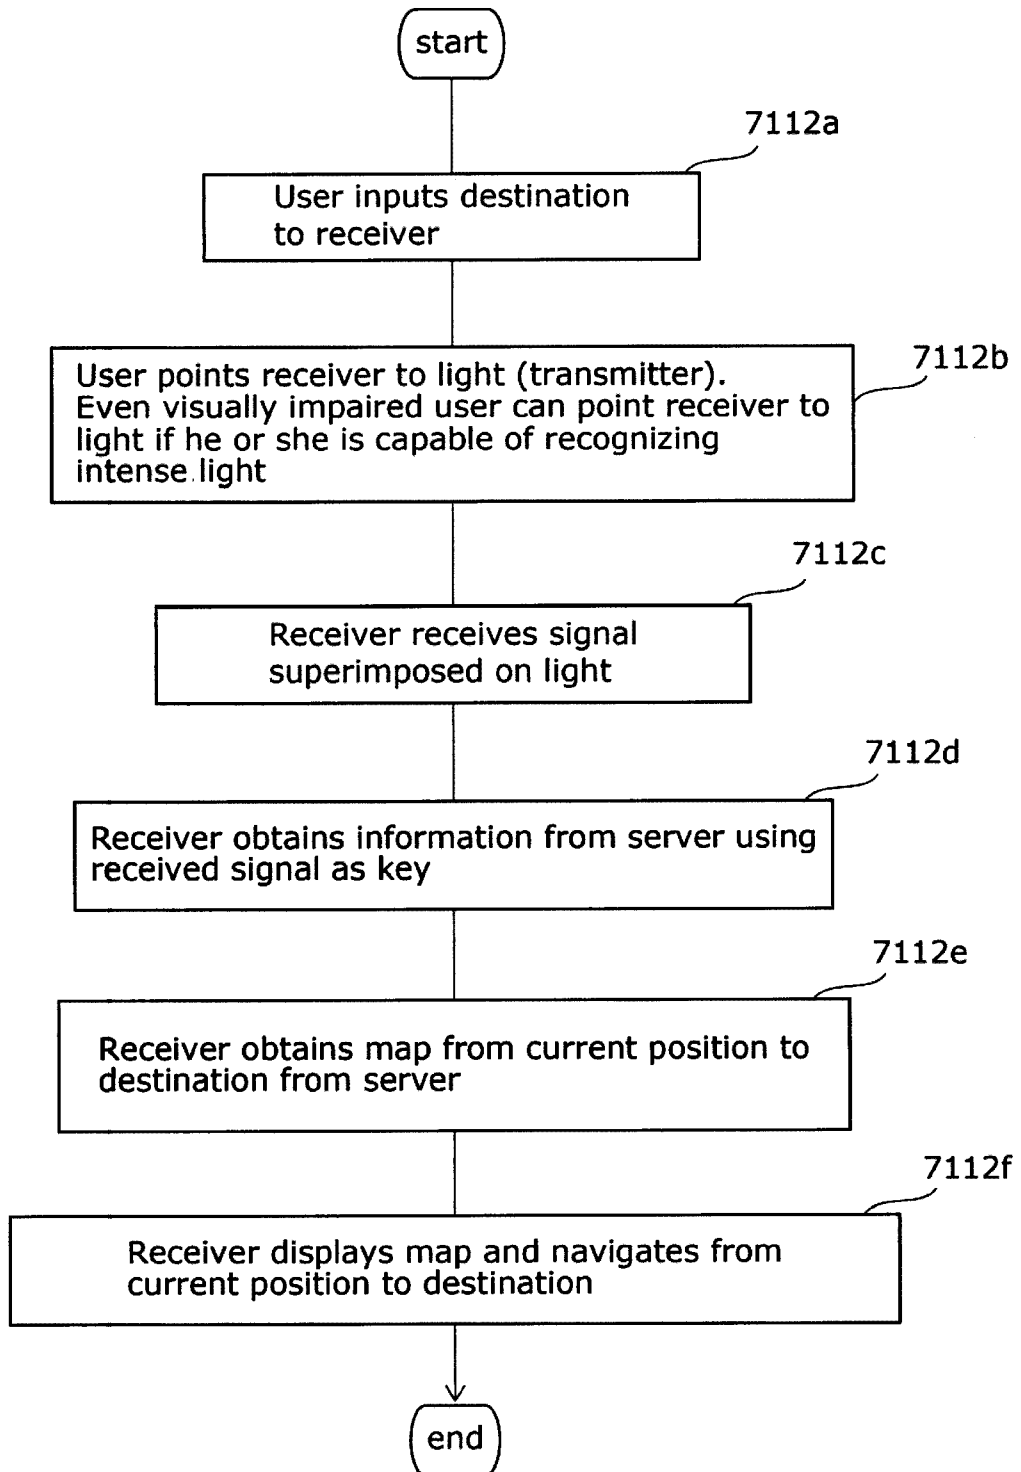 start
7112a
User inputs destination
to receiver
7112b
User points receiver to light (transmitter).
Even visually impaired user can point receiver to
light if he or she is capable of recognizing
intense light
7112c
Receiver receives signal
superimposed on light
7112d
Receiver obtains information from server using
received signal as key
7112e
Receiver obtains map from current position to
destination from server
7112f
Receiver displays map and navigates from
current position to destination
end